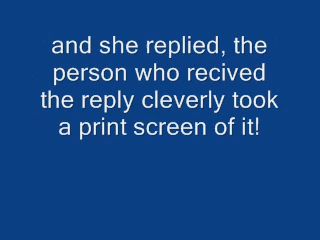 and she replied, the
person who recived
the reply cleverly took
a print screen of it!